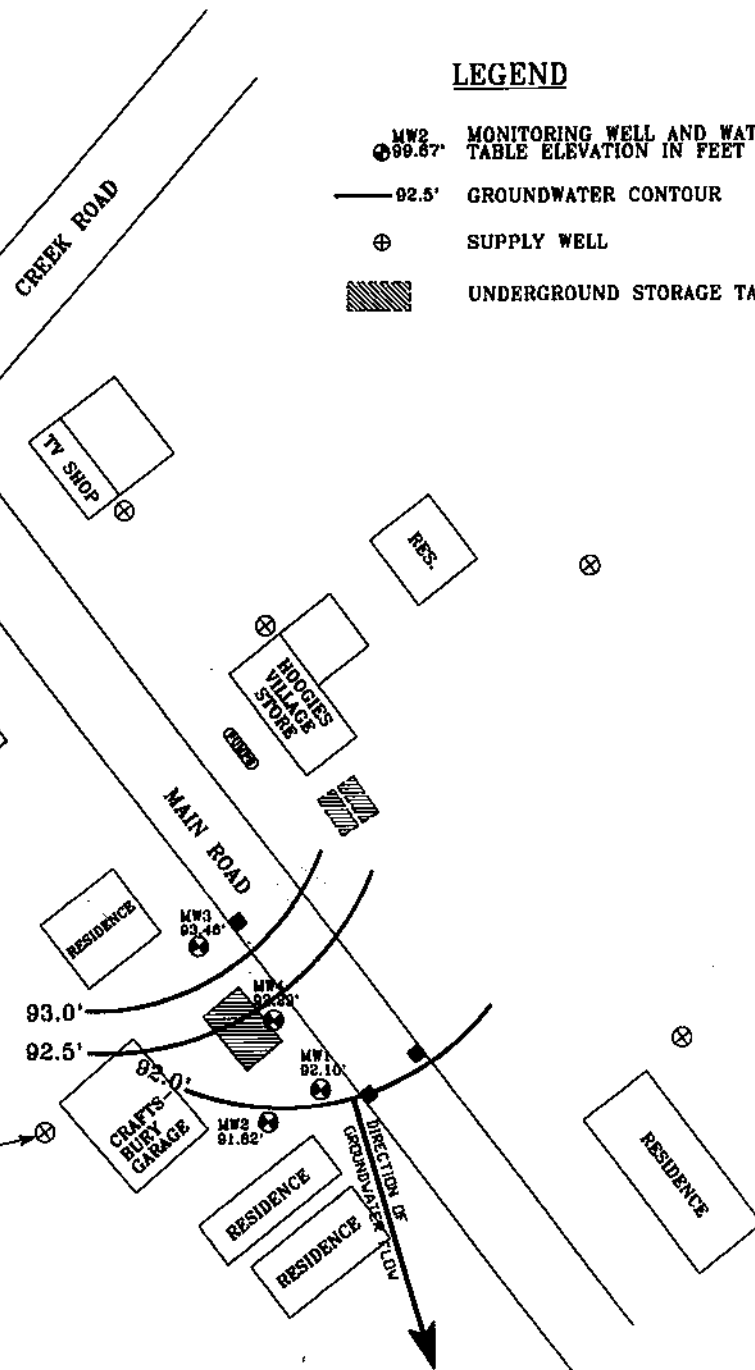 LEGEND
MW2
99.67'
MONITORING WELL AND WAT
TABLE ELEVATION IN FEET
92.5'
GROUNDWATER CONTOUR
SUPPLY WELL
UNDERGROUND STORAGE TA
CREEK ROAD
TV SHOP
RES.
HOOGIES
VILLAGE
STORE
MAIN ROAD
RESIDENCE
MW3
93.46'
MW4
93.0'
92.5'
92.0'
MW1
92.10'
MW2
91.62'
CRAFTS-
BURY
GARAGE
RESIDENCE
RESIDENCE
DIRECTION OF
GROUNDWATER FLOW
RESIDENCE